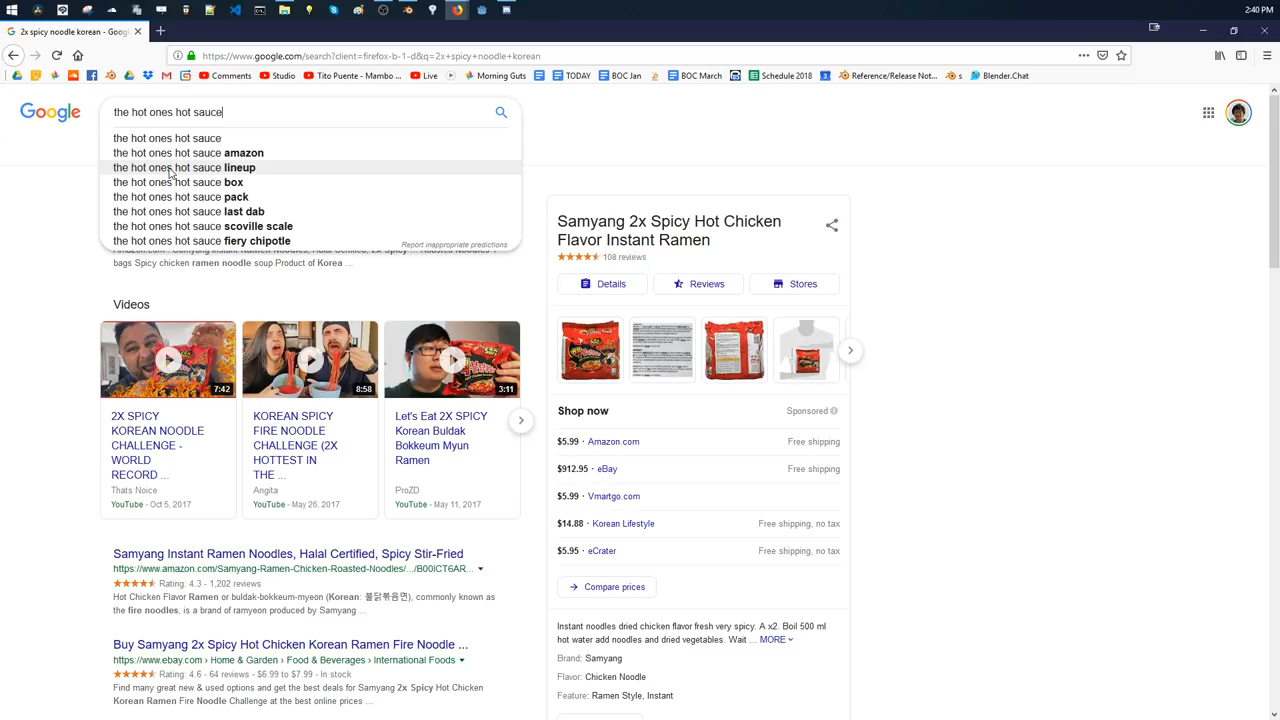 2:40 PM
2x spicy noodle korean - Goog
https://www.google.com/search?client=firefox-b-1-d&q=2x+spicy+noodle+korean
Comments
Studio
Tito Puente - Mambo ...
Live
Morning Guts
TODAY
BOC Jan
BOC March
Schedule 2018
Reference/Release Not...
s
Blender.Chat
Google
the hot ones hot sauce
the hot ones hot sauce
the hot ones hot sauce amazon
the hot ones hot sauce lineup
the hot ones hot sauce box
the hot ones hot sauce pack
the hot ones hot sauce last dab
the hot ones hot sauce scoville scale
the hot ones hot sauce fiery chipotle
Report inappropriate predictions
bags Spicy chicken ramen noodle soup Product of Korea ...
Videos
7:42
8:58
3:11
2X SPICY
KOREAN NOODLE
CHALLENGE -
WORLD
RECORD ...
Thats Noice
YouTube - Oct 5, 2017
KOREAN SPICY
FIRE NOODLE
CHALLENGE (2X
HOTTEST IN
THE ...
Angita
YouTube - May 26, 2017
Let's Eat 2X SPICY
Korean Buldak
Bokkeum Myun
Ramen
ProZD
YouTube - May 11, 2017
Samyang Instant Ramen Noodles, Halal Certified, Spicy Stir-Fried
https://www.amazon.com/Samyang-Ramen-Chicken-Roasted-Noodles/.../B00ICT6AR...
Rating: 4.3 - 1,202 reviews
Hot Chicken Flavor Ramen or buldak-bokkeum-myeon (Korean: 불닭볶음면), commonly known as
the fire noodles, is a brand of ramyeon produced by Samyang ...
Buy Samyang 2x Spicy Hot Chicken Korean Ramen Fire Noodle ...
https://www.ebay.com › Home & Garden › Food & Beverages › International Foods
Rating: 4.6 - 64 reviews - $6.99 to $7.99 - In stock
Find many great new & used options and get the best deals for Samyang 2x Spicy Hot Chicken
Korean Ramen Fire Noodle Challenge at the best online prices ...
Samyang 2x Spicy Hot Chicken
Flavor Instant Ramen
108 reviews
Details
Reviews
Stores
Shop now
Sponsored
$5.99 · Amazon.com
Free shipping
$912.95 · eBay
Free shipping
$5.99 · Vmartgo.com
$14.88 · Korean Lifestyle
Free shipping, no tax
$5.95 · eCrater
Free shipping, no tax
Compare prices
Instant noodles dried chicken flavor fresh very spicy. A x2. Boil 500 ml
hot water add noodles and dried vegetables. Wait ... MORE
Brand: Samyang
Flavor: Chicken Noodle
Feature: Ramen Style, Instant